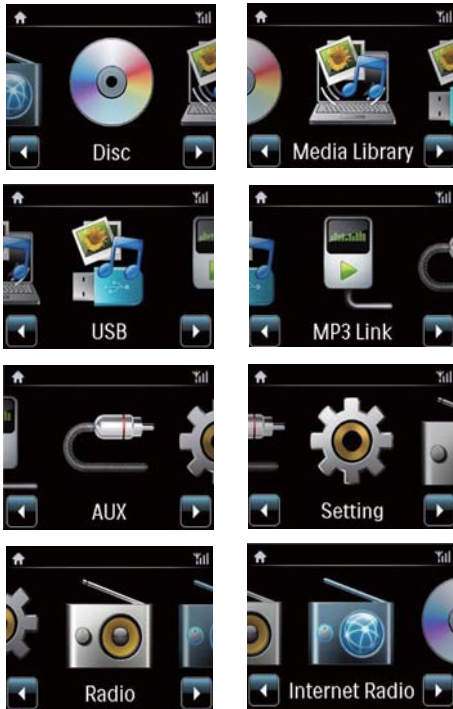 Disc
Media Library
USB
MP3 Link
AUX
Setting
Radio
Internet Radio